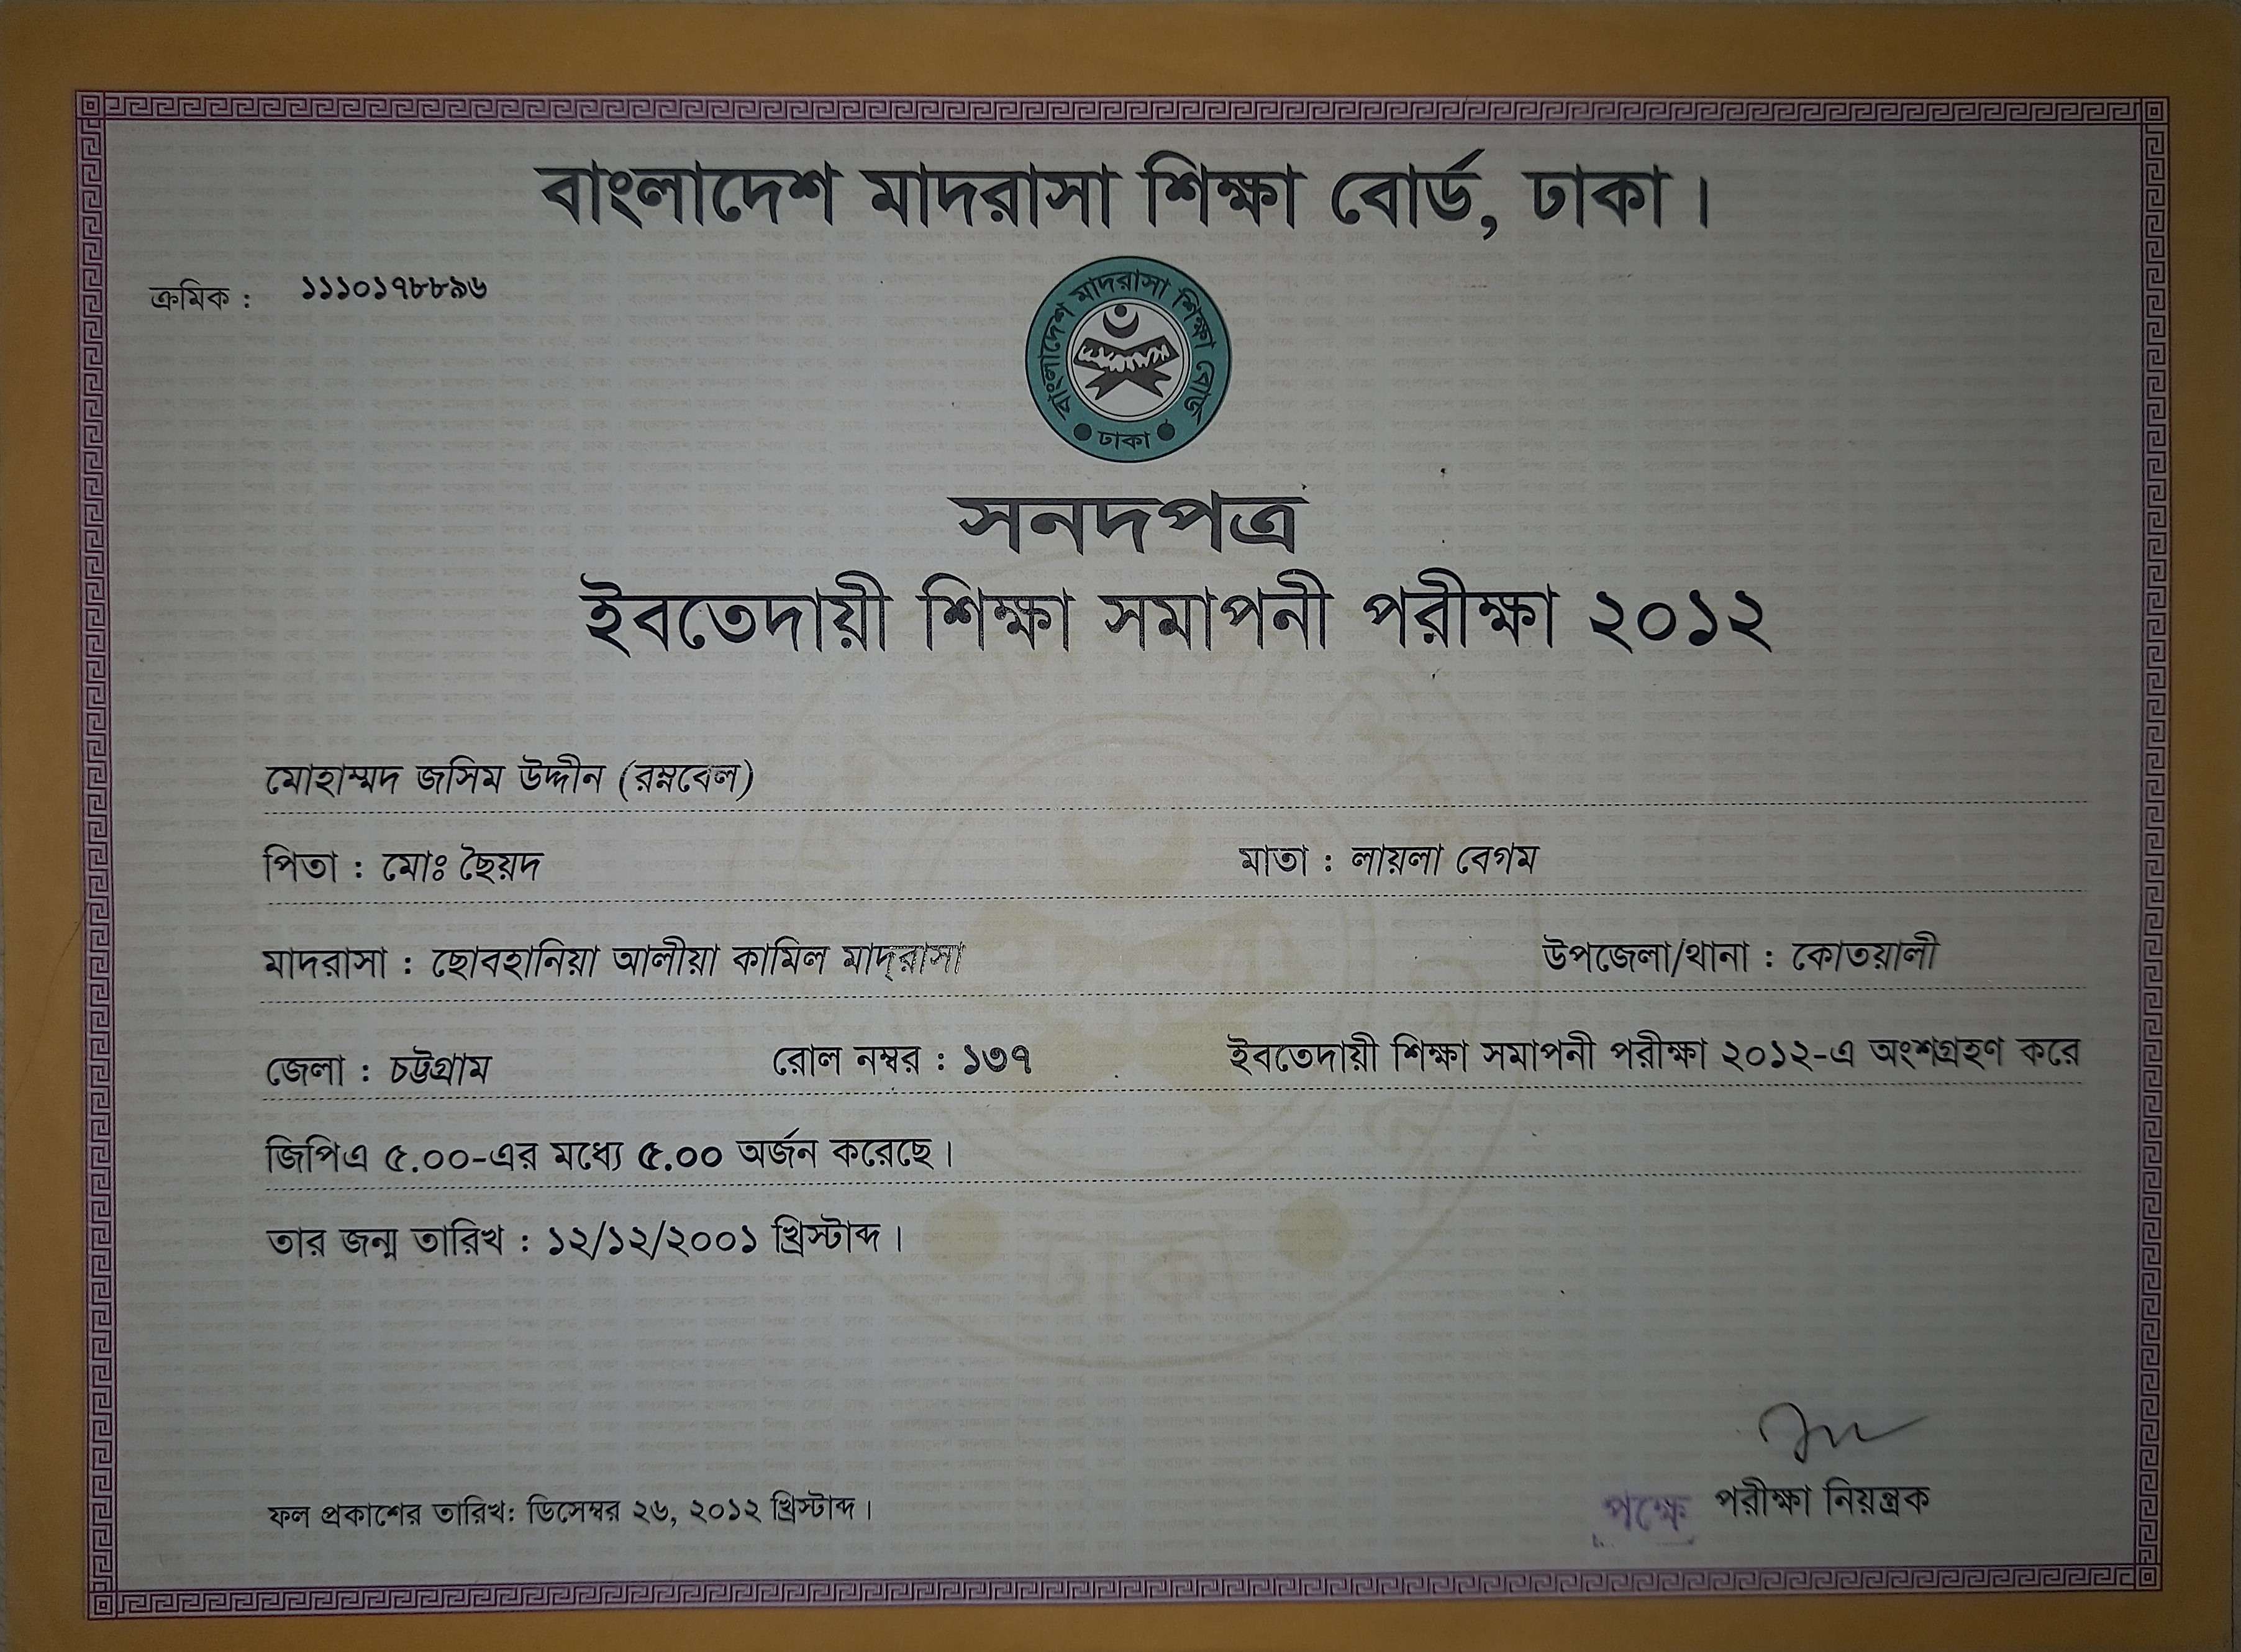 বাংলাদেশ মাদরাসা শিক্ষা বোর্ড, ঢাকা।
ক্রমিক : ১১১০১৭৮৮৯৬
বাংলাদেশ মাদরাসা শিক্ষা বোর্ড
ঢাকা
সনদপত্র
ইবতেদায়ী শিক্ষা সমাপনী পরীক্ষা ২০১২
মোহাম্মদ জসিম উদ্দীন (রম্নবেল)
পিতা : মোঃ ছৈয়দ মাতা : লায়লা বেগম
মাদরাসা : ছোবহানিয়া আলীয়া কামিল মাদ্রাসা উপজেলা/থানা : কোতয়ালী
জেলা : চট্টগ্রাম রোল নম্বর : ১৩৭ ইবতেদায়ী শিক্ষা সমাপনী পরীক্ষা ২০১২-এ অংশগ্রহণ করে
জিপিএ ৫.০০-এর মধ্যে ৫.০০ অর্জন করেছে।
তার জন্ম তারিখ : ১২/১২/২০০১ খ্রিস্টাব্দ।
ফল প্রকাশের তারিখ: ডিসেম্বর ২৬, ২০১২ খ্রিস্টাব্দ। পক্ষে পরীক্ষা নিয়ন্ত্রক